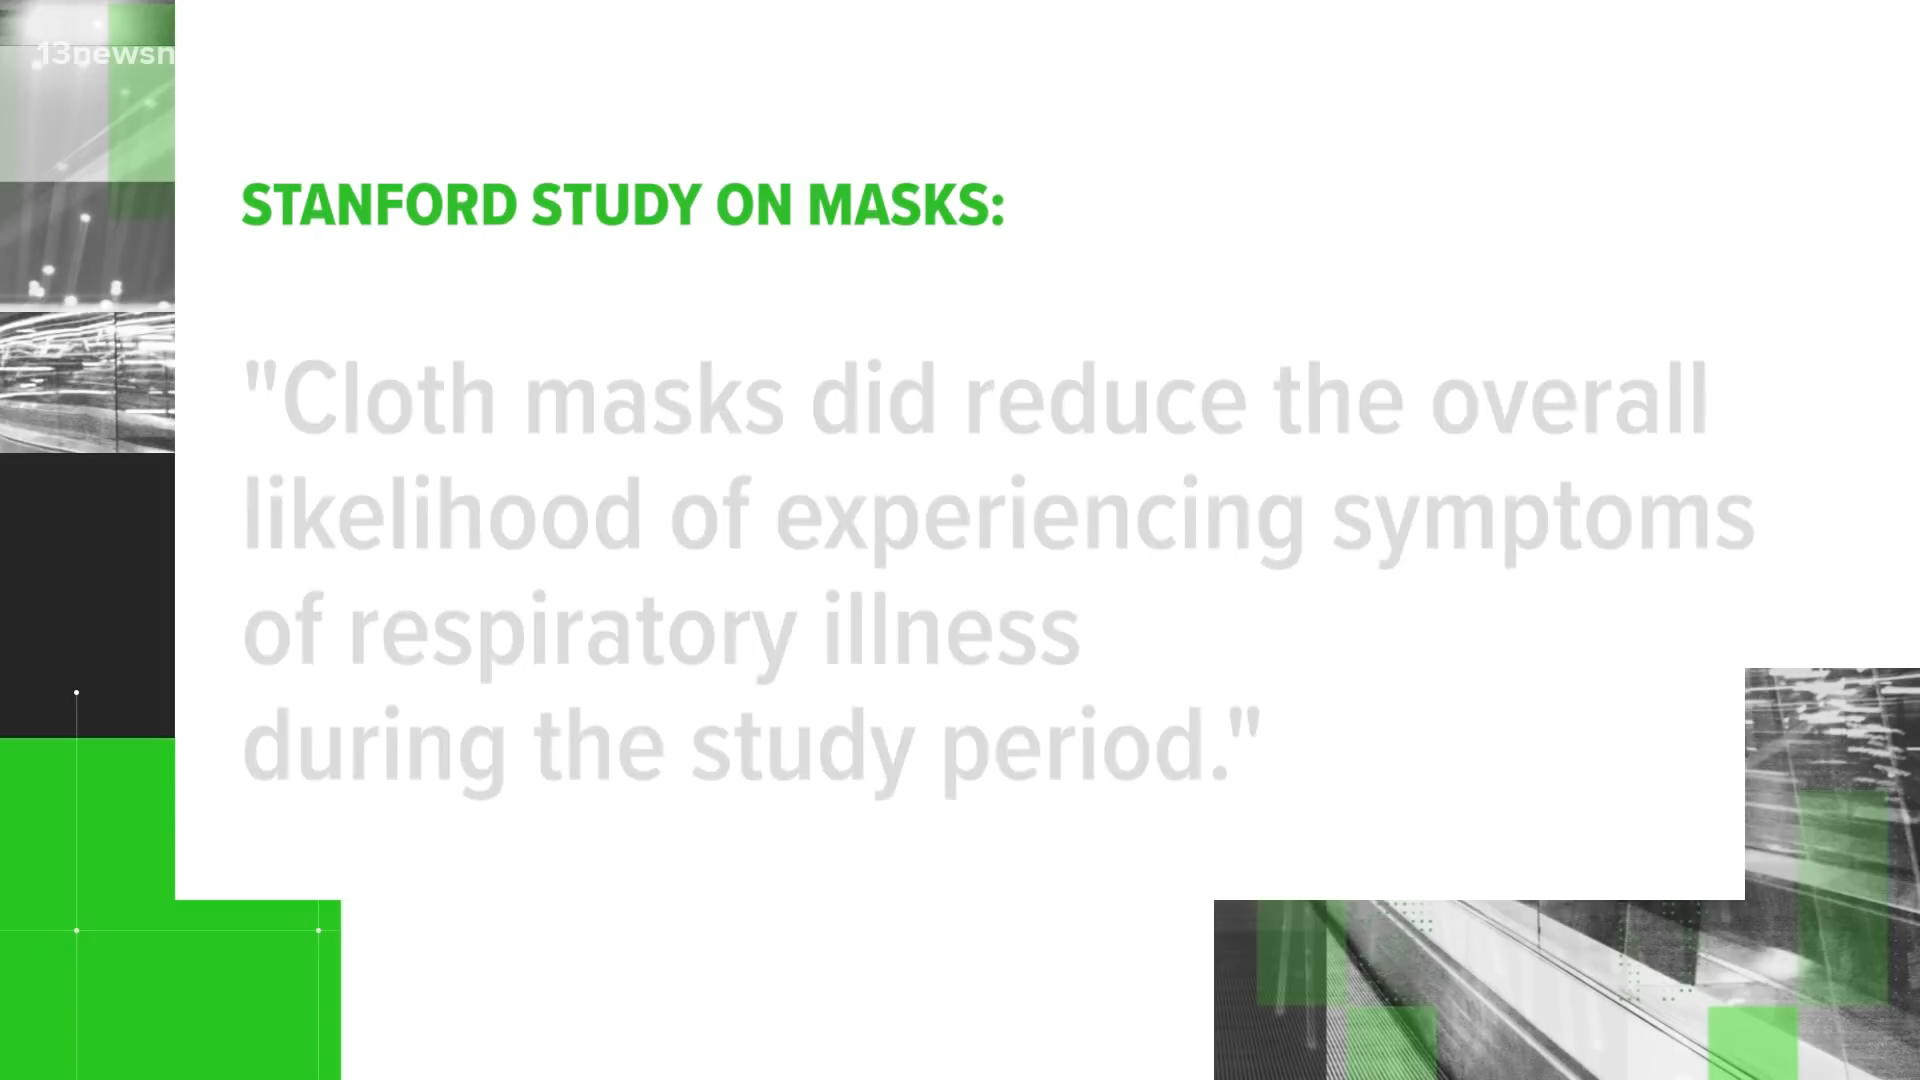 13newsn
STANFORD STUDY ON MASKS:
"Cloth masks did reduce the overall
likelihood of experiencing symptoms
of respiratory illness
during the study period."